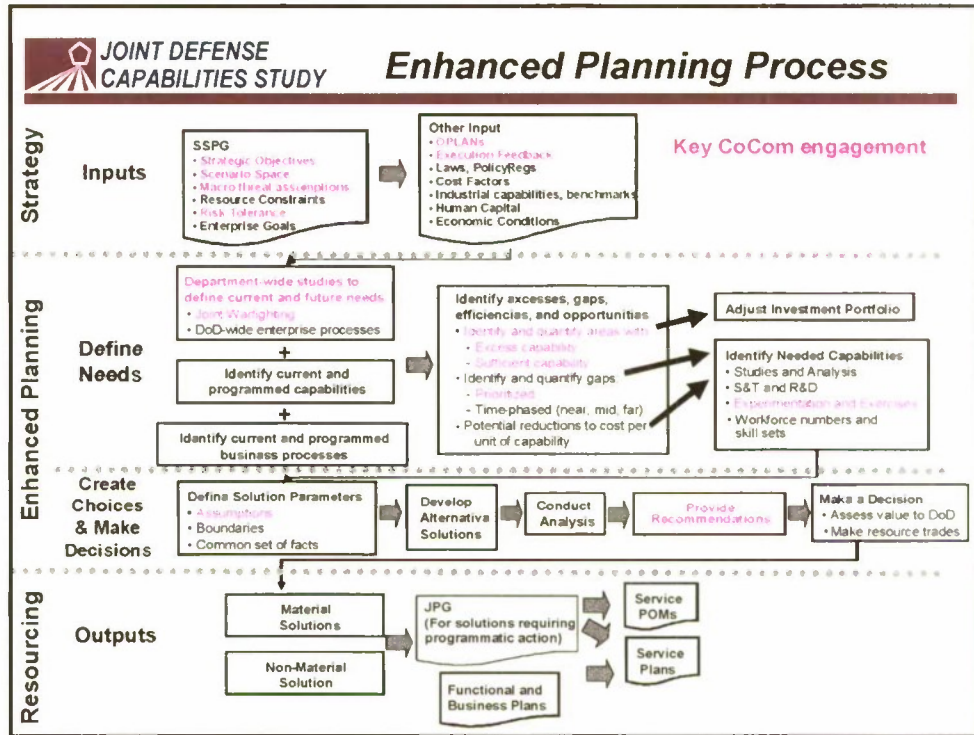 JOINT DEFENSE
CAPABILITIES STUDY
Enhanced Planning Process
Strategy
Inputs
SSPG
• Strategic Objectives
• Scenario Space
• Macro threat assumptions
• Resource Constraints
• Risk Tolerance
• Enterprise Goals
Other Input
• OPLANs
• Execution Feedback
• Laws, PolicyRegs
• Cost Factors
• Industrial capabilities, benchmarks
• Human Capital
• Economic Conditions
Key CoCom engagement
Enhanced Planning
Define
Needs
Department-wide studies to
define current and future needs
• Joint Warfighting
• DoD-wide enterprise processes
+
Identify current and
programmed capabilities
+
Identify current and programmed
business processes
Identify excesses, gaps,
efficiencies, and opportunities
• Identify and quantify areas with
- Excess capability
- Sufficient capability
• Identify and quantify gaps
- Prioritized
- Time-phased (near, mid, far)
• Potential reductions to cost per
unit of capability
Adjust Investment Portfolio
Identify Needed Capabilities
• Studies and Analysis
• S&T and R&D
• Experimentation and Exercises
• Workforce numbers and
skill sets
Create
Choices
& Make
Decisions
Define Solution Parameters
• Assumptions
• Boundaries
• Common set of facts
Develop
Alternative
Solutions
Conduct
Analysis
Provide
Recommendations
Make a Decision
• Assess value to DoD
• Make resource trades
Resourcing
Outputs
Material
Solutions
Non-Material
Solution
JPG
(For solutions requiring
programmatic action)
Functional and
Business Plans
Service
POMs
Service
Plans